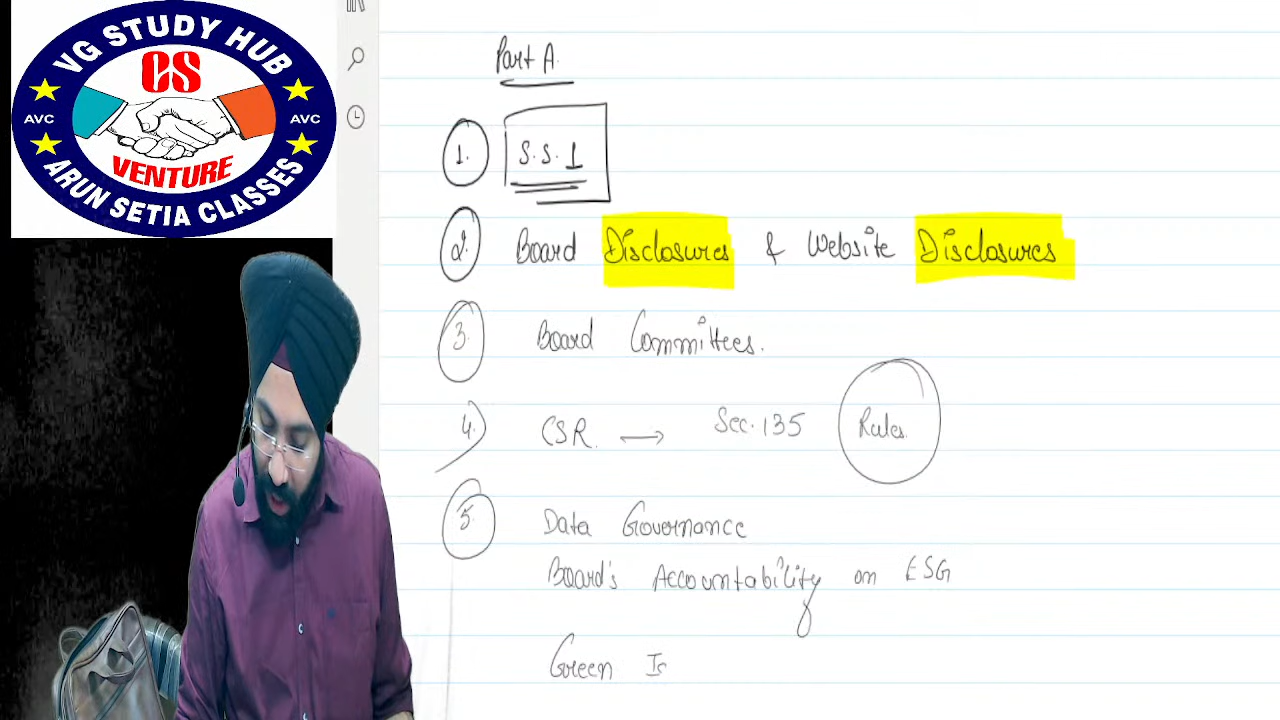 VG STUDY HUB
CS
AVC
AVC
VENTURE
ARUN SETIA CLASSES
Part A.
1. S.S. 1
2. Board Disclosures & Website Disclosures
3. Board Committees.
4. CSR. → Sec. 135 Rules.
5. Data Governance
Board's Accountability on ESG
Green